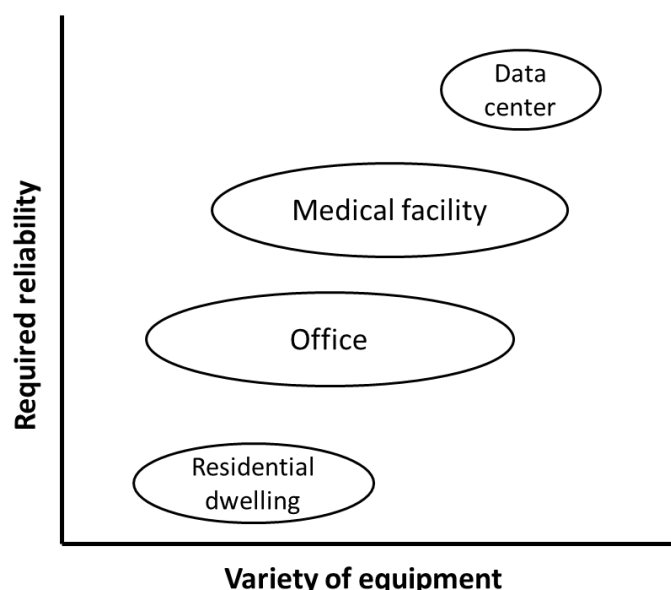 Data
center
Medical facility
Office
Residential
dwelling
Required reliability
Variety of equipment